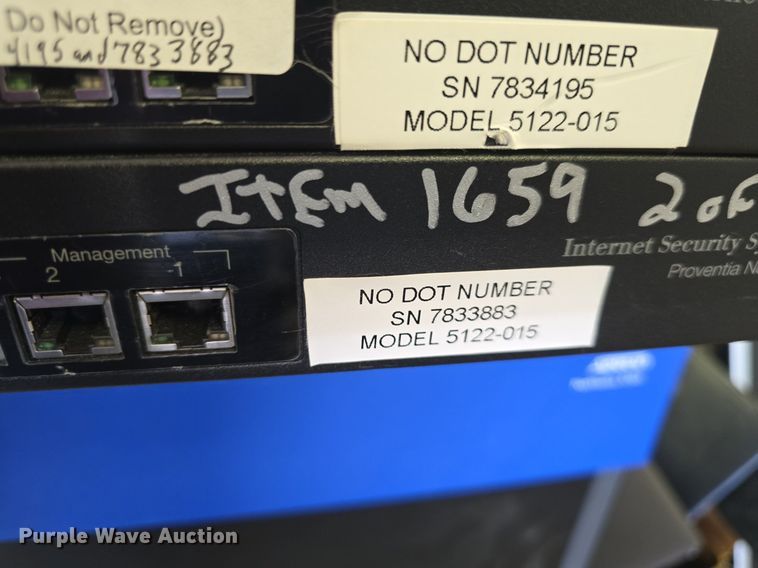 Do Not Remove)
4195 and 7833883
NO DOT NUMBER
SN 7834195
MODEL 5122-015
ITEm 1659 2 oF
Management
2 1
Internet Security S
Proventia N
NO DOT NUMBER
SN 7833883
MODEL 5122-015
Purple Wave Auction